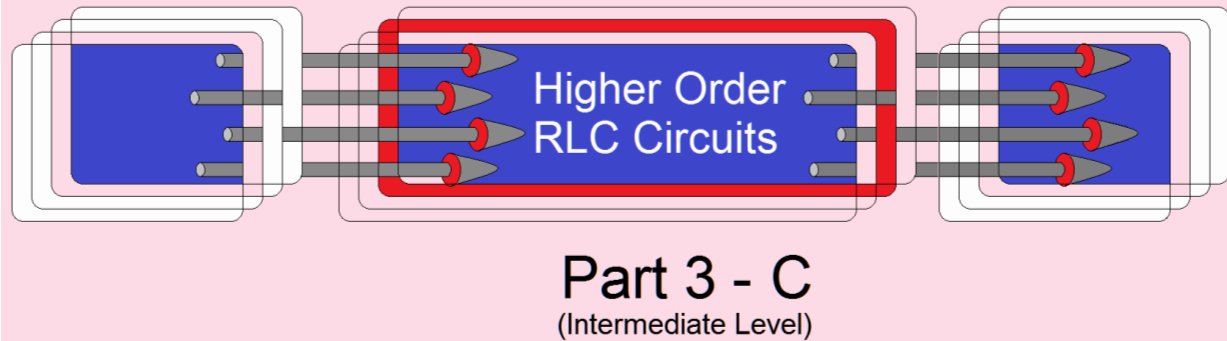 Higher Order
RLC Circuits
Part 3 - C
(Intermediate Level)